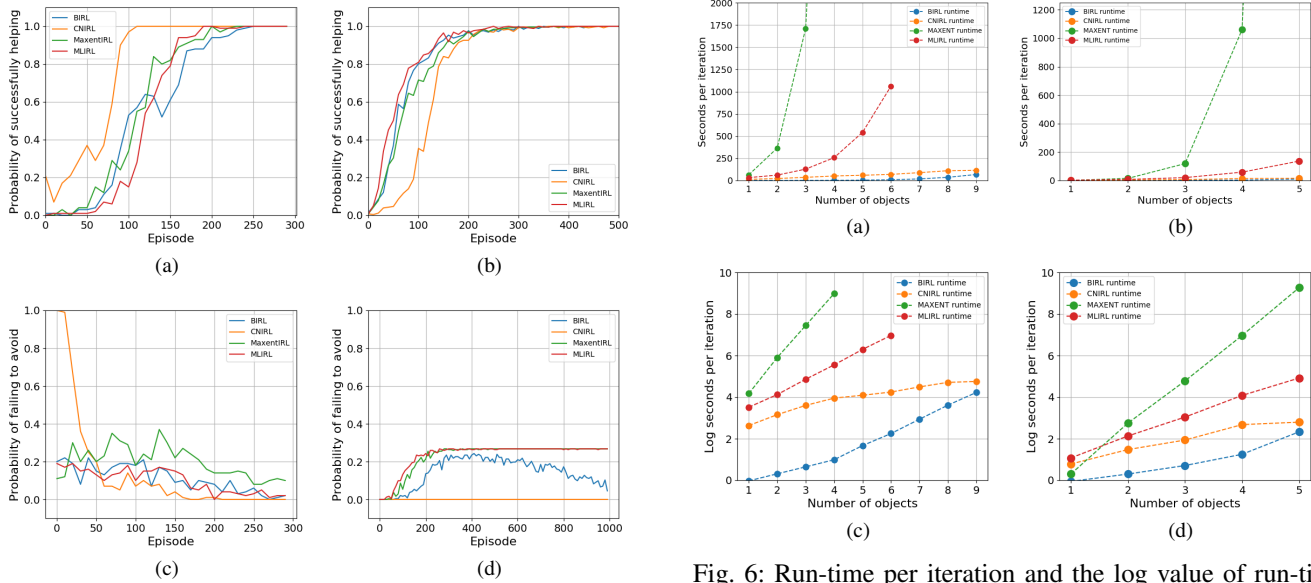 1.0
0.8
0.6
0.4
0.2
0.0
Probability of successfully helping
BIRL
CNIRL
MaxentIRL
MLIRL
0 50 100 150 200 250 300
Episode
(a)
1.0
0.8
0.6
0.4
0.2
0.0
Probability of successfully helping
BIRL
CNIRL
MaxentIRL
MLIRL
0 100 200 300 400 500
Episode
(b)
1.0
0.8
0.6
0.4
0.2
0.0
Probability of failing to avoid
BIRL
CNIRL
MaxentIRL
MLIRL
0 50 100 150 200 250 300
Episode
(c)
1.0
0.8
0.6
0.4
0.2
0.0
Probability of failing to avoid
BIRL
CNIRL
MaxentIRL
MLIRL
0 200 400 600 800 1000
Episode
(d)
2000
1750
1500
1250
1000
750
500
250
0
Seconds per iteration
BIRL runtime
CNIRL runtime
MAXENT runtime
MLIRL runtime
1 2 3 4 5 6 7 8 9
Number of objects
(a)
1200
1000
800
600
400
200
0
Seconds per iteration
BIRL runtime
CNIRL runtime
MAXENT runtime
MLIRL runtime
1 2 3 4 5
Number of objects
(b)
10
8
6
4
2
0
Log seconds per iteration
BIRL runtime
CNIRL runtime
MAXENT runtime
MLIRL runtime
1 2 3 4 5 6 7 8 9
Number of objects
(c)
10
8
6
4
2
0
Log seconds per iteration
BIRL runtime
CNIRL runtime
MAXENT runtime
MLIRL runtime
1 2 3 4 5
Number of objects
(d)
Fig. 6: Run-time per iteration and the log value of run-ti